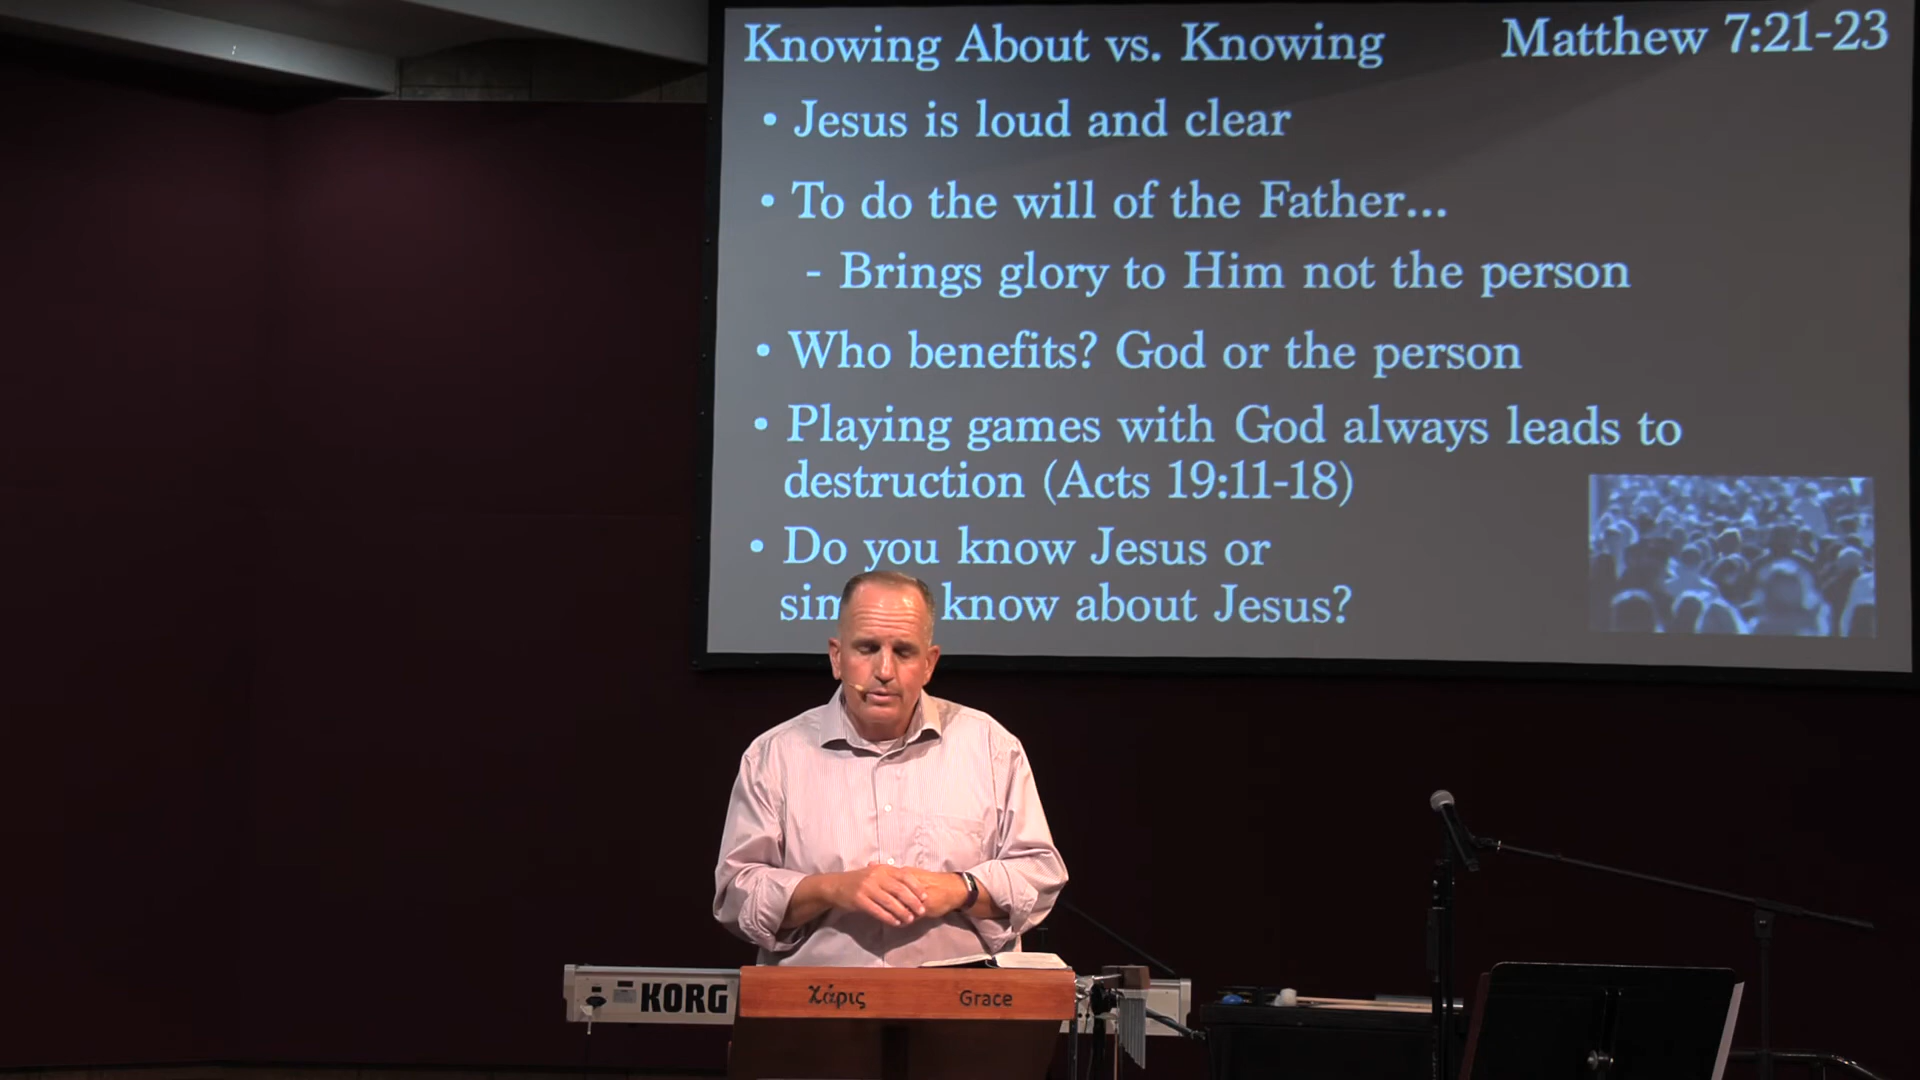 Knowing About vs. Knowing Matthew 7:21-23
• Jesus is loud and clear
• To do the will of the Father...
- Brings glory to Him not the person
• Who benefits? God or the person
• Playing games with God always leads to
destruction (Acts 19:11-18)
• Do you know Jesus or
know about Jesus?
KORG
Χάρις Grace